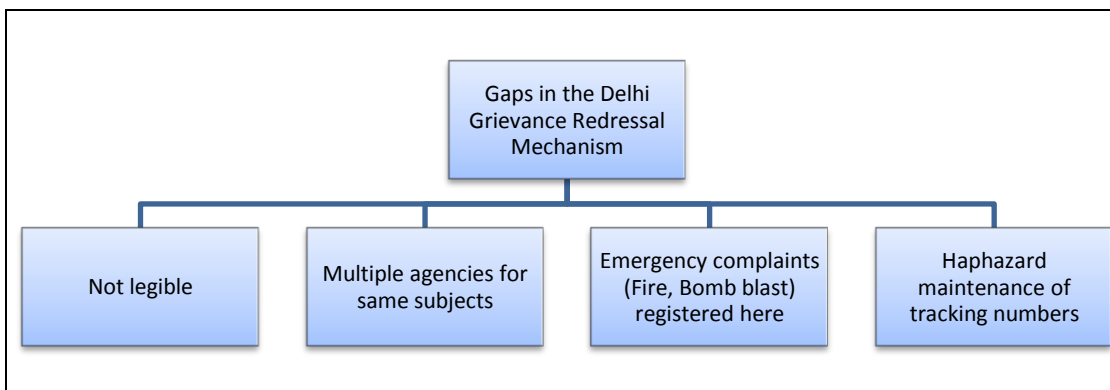 Gaps in the Delhi
Grievance Redressal
Mechanism
Not legible
Multiple agencies for
same subjects
Emergency complaints
(Fire, Bomb blast)
registered here
Haphazard
maintenance of
tracking numbers